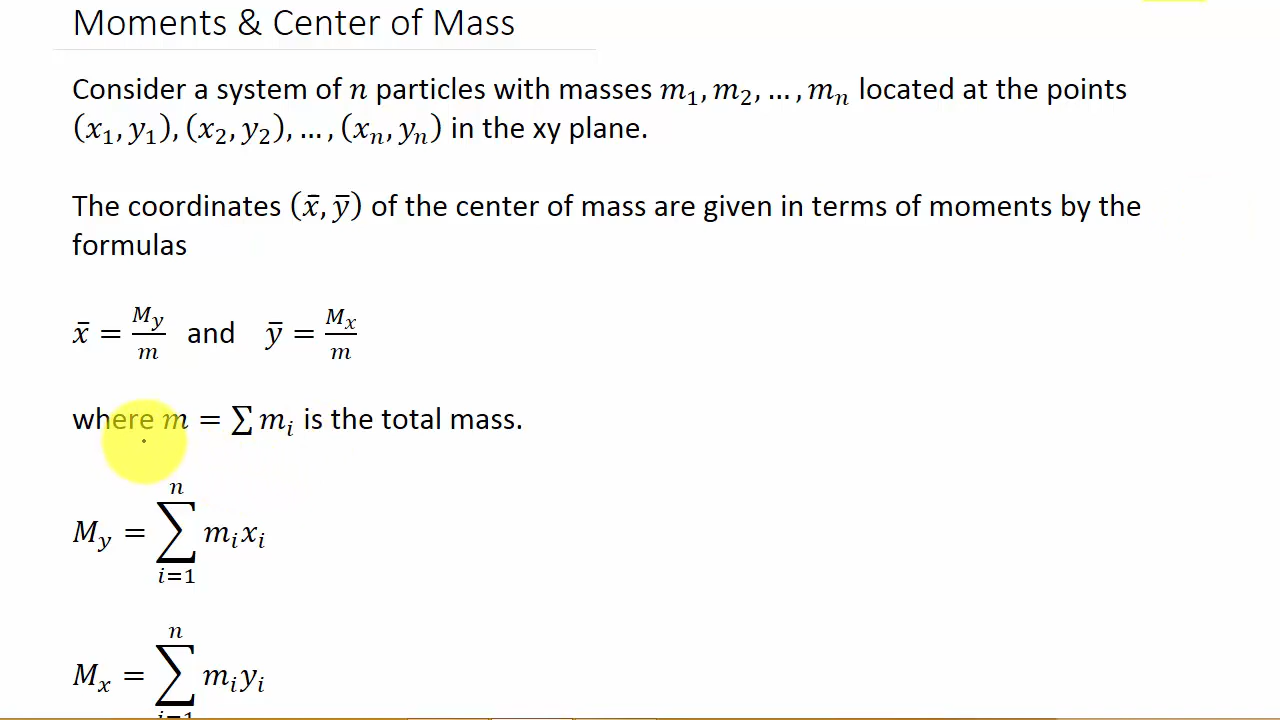 Moments & Center of Mass
Consider a system of n particles with masses m₁, m₂, … , mₙ located at the points
(x₁, y₁), (x₂, y₂), … , (xₙ, yₙ) in the xy plane.
The coordinates (x̄, ȳ) of the center of mass are given in terms of moments by the
formulas
x̄ = M_y/m and ȳ = M_x/m
where m = ∑ mᵢ is the total mass.
M_y = ∑_{i=1}^{n} mᵢxᵢ
M_x = ∑_{i=1}^{n} mᵢyᵢ